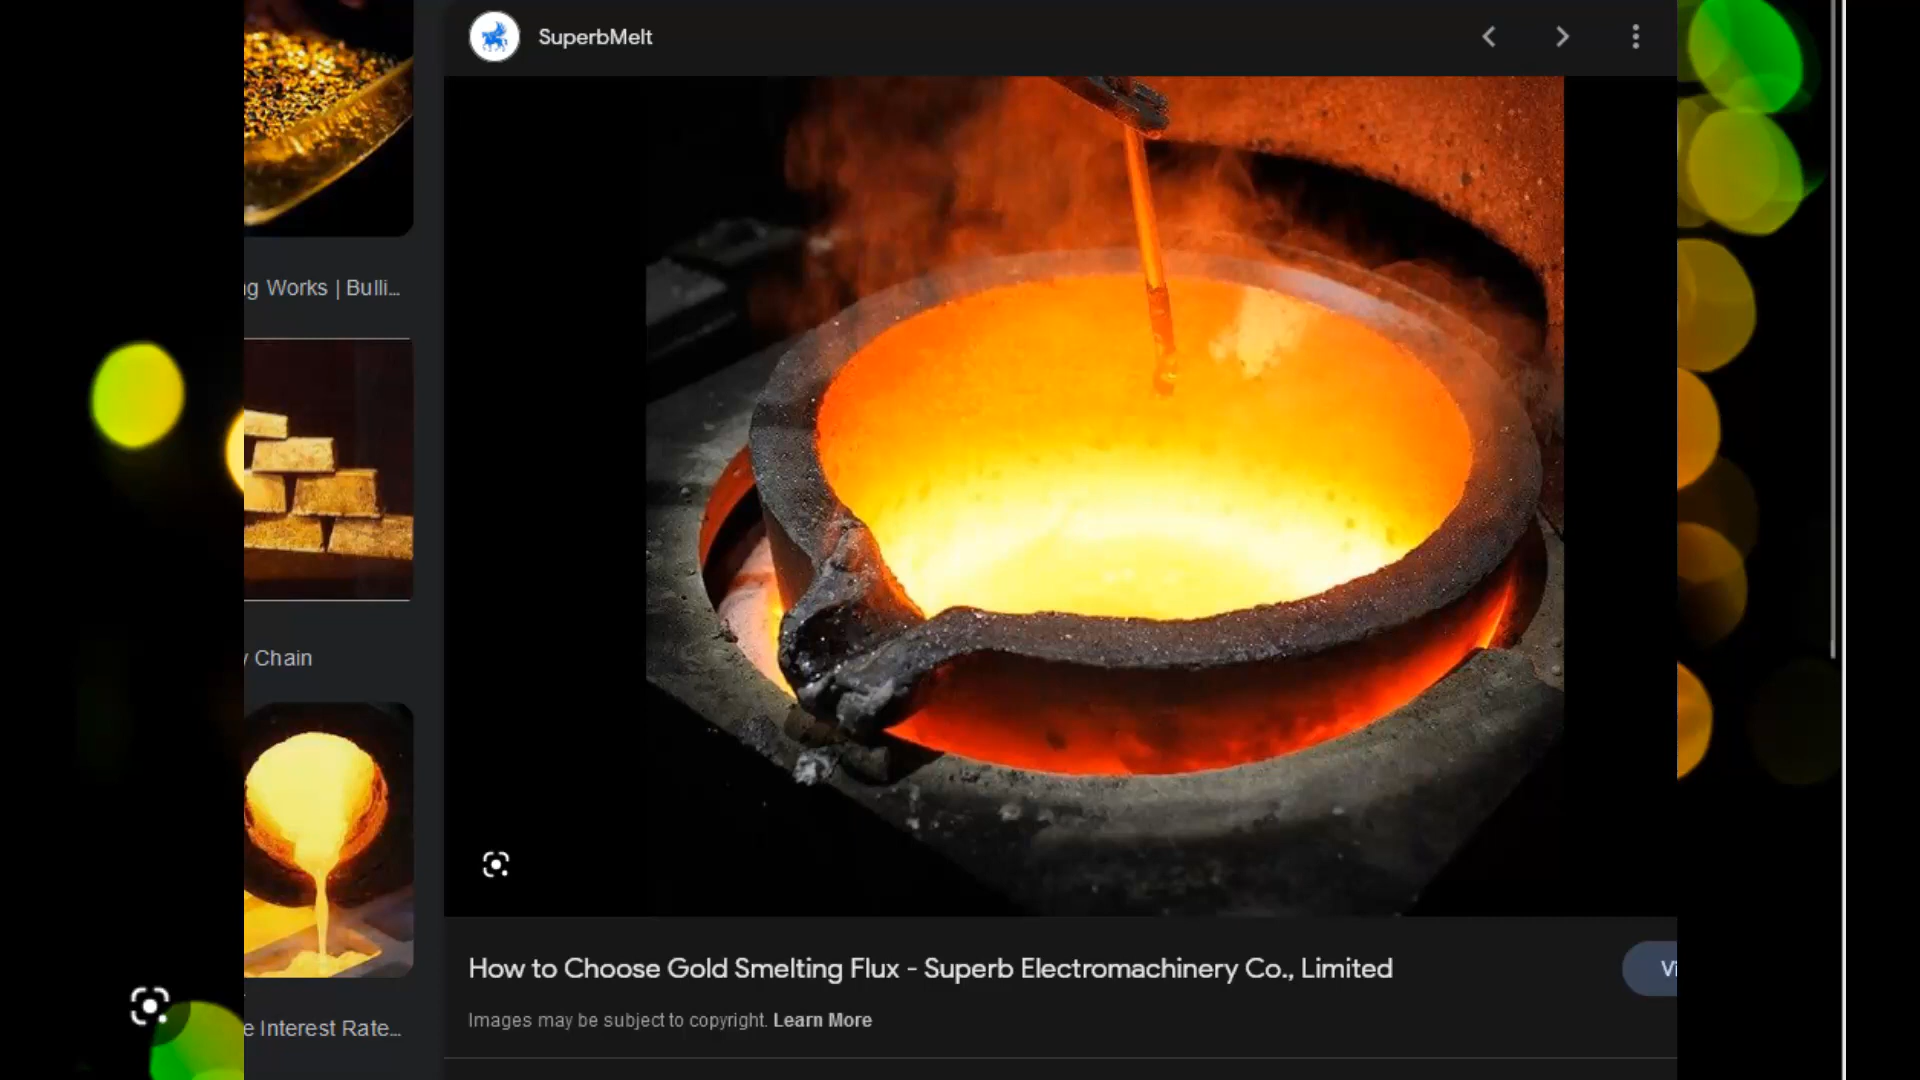 SuperbMelt
g Works | Bulli...
Chain
e Interest Rate...
How to Choose Gold Smelting Flux - Superb Electromachinery Co., Limited
Images may be subject to copyright. Learn More